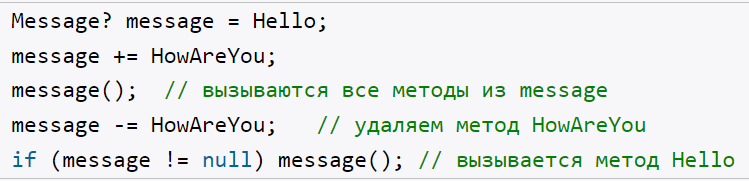 Message? message = Hello;
message += HowAreYou;
message();  // вызываются все методы из message
message -= HowAreYou;   // удаляем метод HowAreYou
if (message != null) message(); // вызывается метод Hello